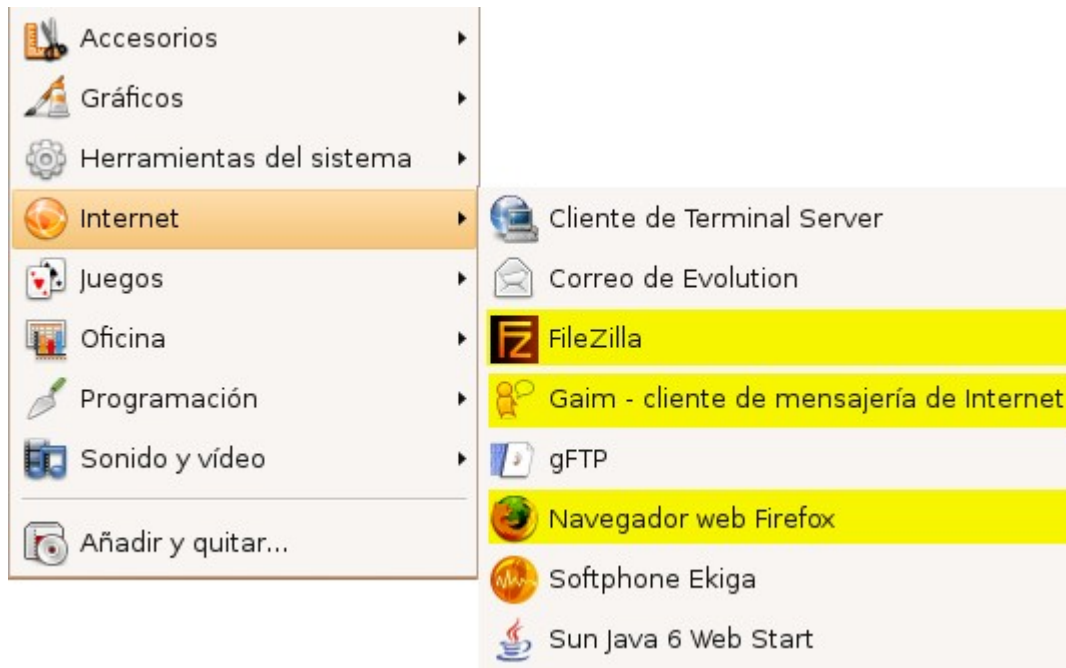 Accesorios
Gráficos
Herramientas del sistema
Internet
Juegos
Oficina
Programación
Sonido y vídeo
Añadir y quitar...
Cliente de Terminal Server
Correo de Evolution
FileZilla
Gaim - cliente de mensajería de Internet
gFTP
Navegador web Firefox
Softphone Ekiga
Sun Java 6 Web Start